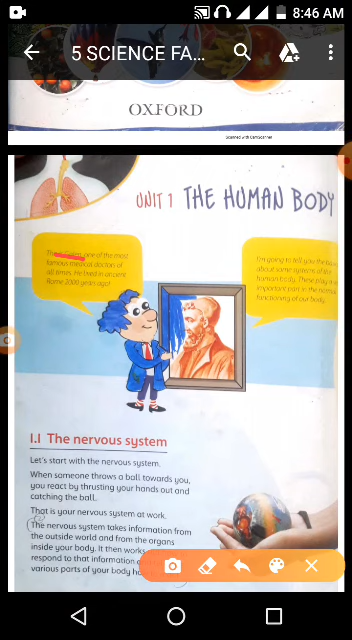 8:46 AM
5 SCIENCE FA...
OXFORD
Scanned with CamScanner
UNIT 1 THE HUMAN BODY
one of the most
famous medical doctors of
all times. He lived in ancient
Rome 2000 years ago!
I'm going to tell you the
about some systems of the
human body. These play
important part in the
functioning of our body.
1.1 The nervous system
Let's start with the nervous system.
When someone throws a ball towards you,
you react by thrusting your hands out and
catching the ball.
That is your nervous system at work.
The nervous system takes information from
the outside world and from the organs
inside your body. It then works
respond to that information
various parts of your body